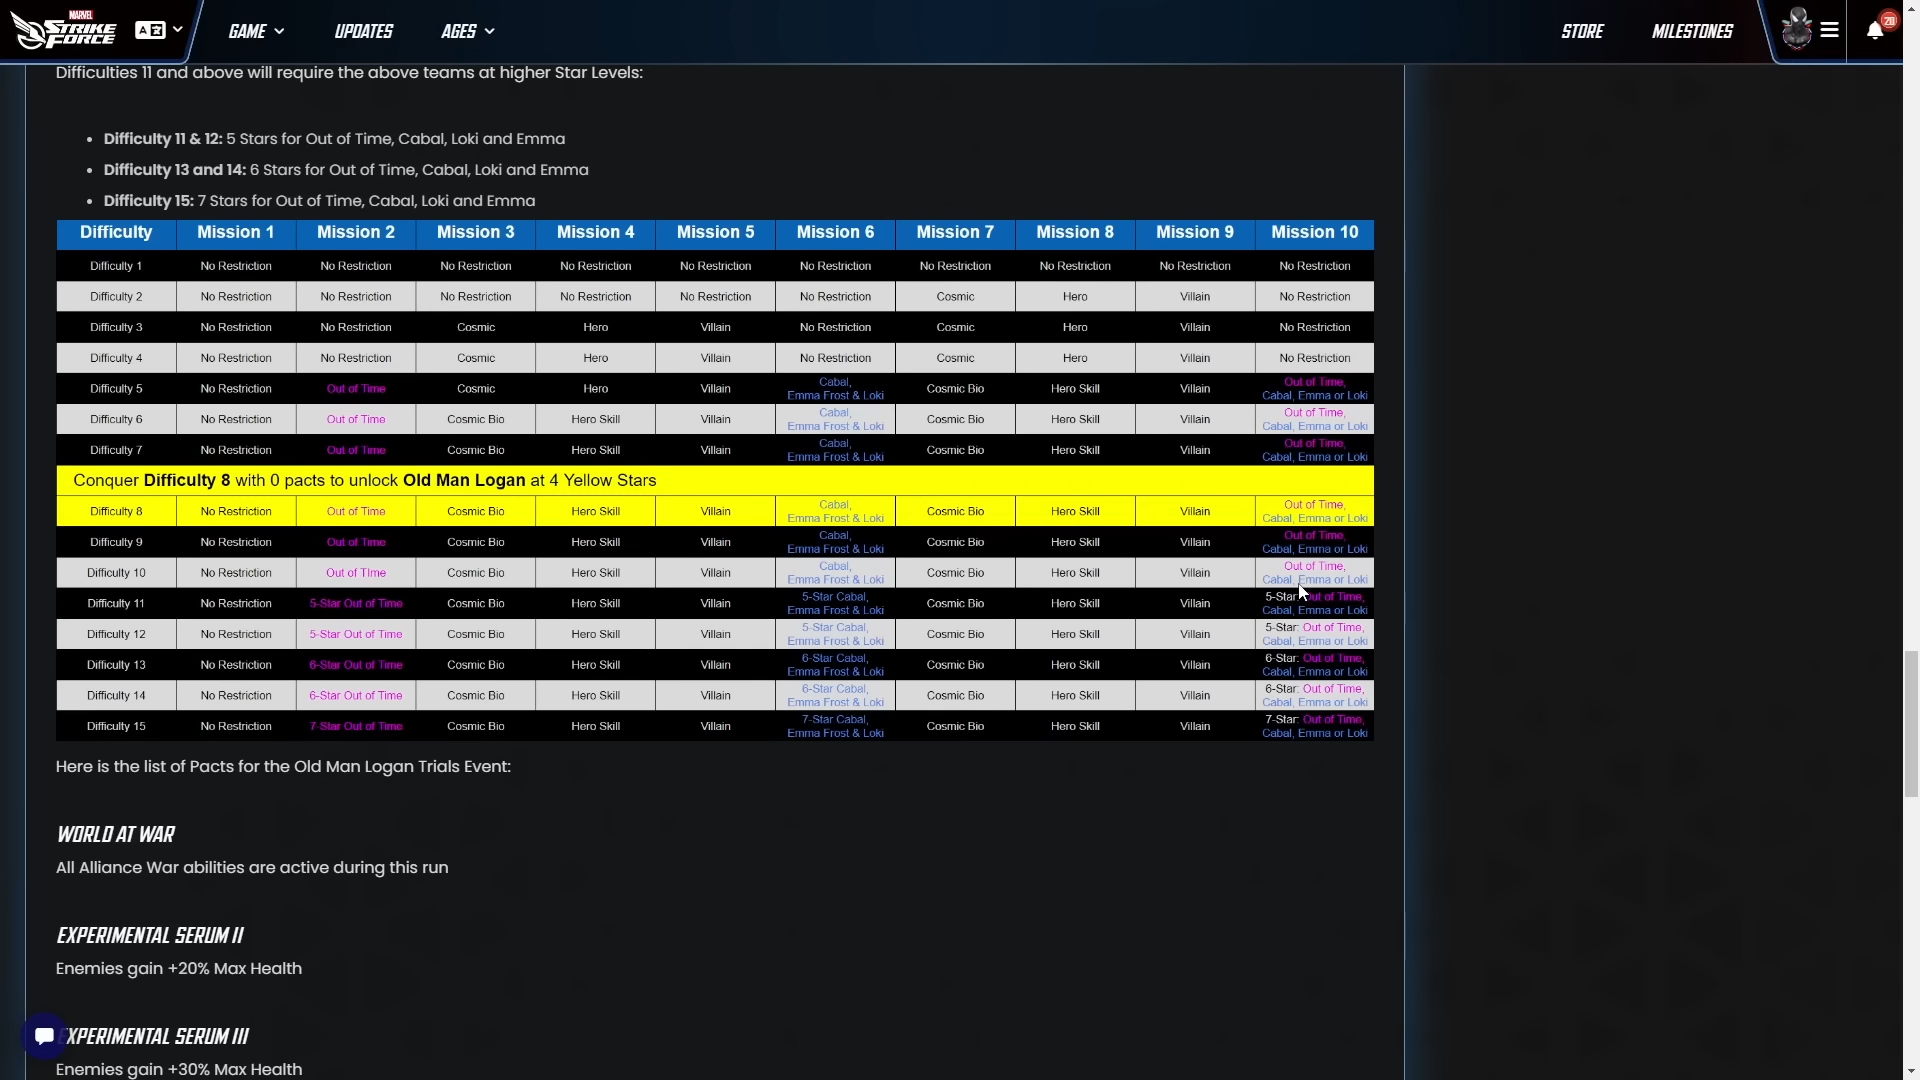 MARVEL
STRIKE
FORCE
GAME
UPDATES
AGES
STORE
MILESTONES
20
Difficulties 11 and above will require the above teams at higher Star Levels:
• Difficulty 11 & 12: 5 Stars for Out of Time, Cabal, Loki and Emma
• Difficulty 13 and 14: 6 Stars for Out of Time, Cabal, Loki and Emma
• Difficulty 15: 7 Stars for Out of Time, Cabal, Loki and Emma
Difficulty Mission 1 Mission 2 Mission 3 Mission 4 Mission 5 Mission 6 Mission 7 Mission 8 Mission 9 Mission 10
Difficulty 1 No Restriction No Restriction No Restriction No Restriction No Restriction No Restriction No Restriction No Restriction No Restriction No Restriction
Difficulty 2 No Restriction No Restriction No Restriction No Restriction No Restriction No Restriction Cosmic Hero Villain No Restriction
Difficulty 3 No Restriction No Restriction Cosmic Hero Villain No Restriction Cosmic Hero Villain No Restriction
Difficulty 4 No Restriction No Restriction Cosmic Hero Villain No Restriction Cosmic Hero Villain No Restriction
Difficulty 5 No Restriction Out of Time Cosmic Hero Villain Cabal, Emma Frost & Loki Cosmic Bio Hero Skill Villain Out of Time, Cabal, Emma or Loki
Difficulty 6 No Restriction Out of Time Cosmic Bio Hero Skill Villain Cabal, Emma Frost & Loki Cosmic Bio Hero Skill Villain Out of Time, Cabal, Emma or Loki
Difficulty 7 No Restriction Out of Time Cosmic Bio Hero Skill Villain Cabal, Emma Frost & Loki Cosmic Bio Hero Skill Villain Out of Time, Cabal, Emma or Loki
Conquer Difficulty 8 with 0 pacts to unlock Old Man Logan at 4 Yellow Stars
Difficulty 8 No Restriction Out of Time Cosmic Bio Hero Skill Villain Cabal, Emma Frost & Loki Cosmic Bio Hero Skill Villain Out of Time, Cabal, Emma or Loki
Difficulty 9 No Restriction Out of Time Cosmic Bio Hero Skill Villain Cabal, Emma Frost & Loki Cosmic Bio Hero Skill Villain Out of Time, Cabal, Emma or Loki
Difficulty 10 No Restriction Out of TIme Cosmic Bio Hero Skill Villain Cabal, Emma Frost & Loki Cosmic Bio Hero Skill Villain Out of Time, Cabal, Emma or Loki
Difficulty 11 No Restriction 5-Star Out of Time Cosmic Bio Hero Skill Villain 5-Star Cabal, Emma Frost & Loki Cosmic Bio Hero Skill Villain 5-Star: Out of Time, Cabal, Emma or Loki
Difficulty 12 No Restriction 5-Star Out of Time Cosmic Bio Hero Skill Villain 5-Star Cabal, Emma Frost & Loki Cosmic Bio Hero Skill Villain 5-Star: Out of Time, Cabal, Emma or Loki
Difficulty 13 No Restriction 6-Star Out of Time Cosmic Bio Hero Skill Villain 6-Star Cabal, Emma Frost & Loki Cosmic Bio Hero Skill Villain 6-Star: Out of Time, Cabal, Emma or Loki
Difficulty 14 No Restriction 6-Star Out of Time Cosmic Bio Hero Skill Villain 6-Star Cabal, Emma Frost & Loki Cosmic Bio Hero Skill Villain 6-Star: Out of Time, Cabal, Emma or Loki
Difficulty 15 No Restriction 7-Star Out of Time Cosmic Bio Hero Skill Villain 7-Star Cabal, Emma Frost & Loki Cosmic Bio Hero Skill Villain 7-Star: Out of Time, Cabal, Emma or Loki
Here is the list of Pacts for the Old Man Logan Trials Event:
WORLD AT WAR
All Alliance War abilities are active during this run
EXPERIMENTAL SERUM II
Enemies gain +20% Max Health
EXPERIMENTAL SERUM III
Enemies gain +30% Max Health